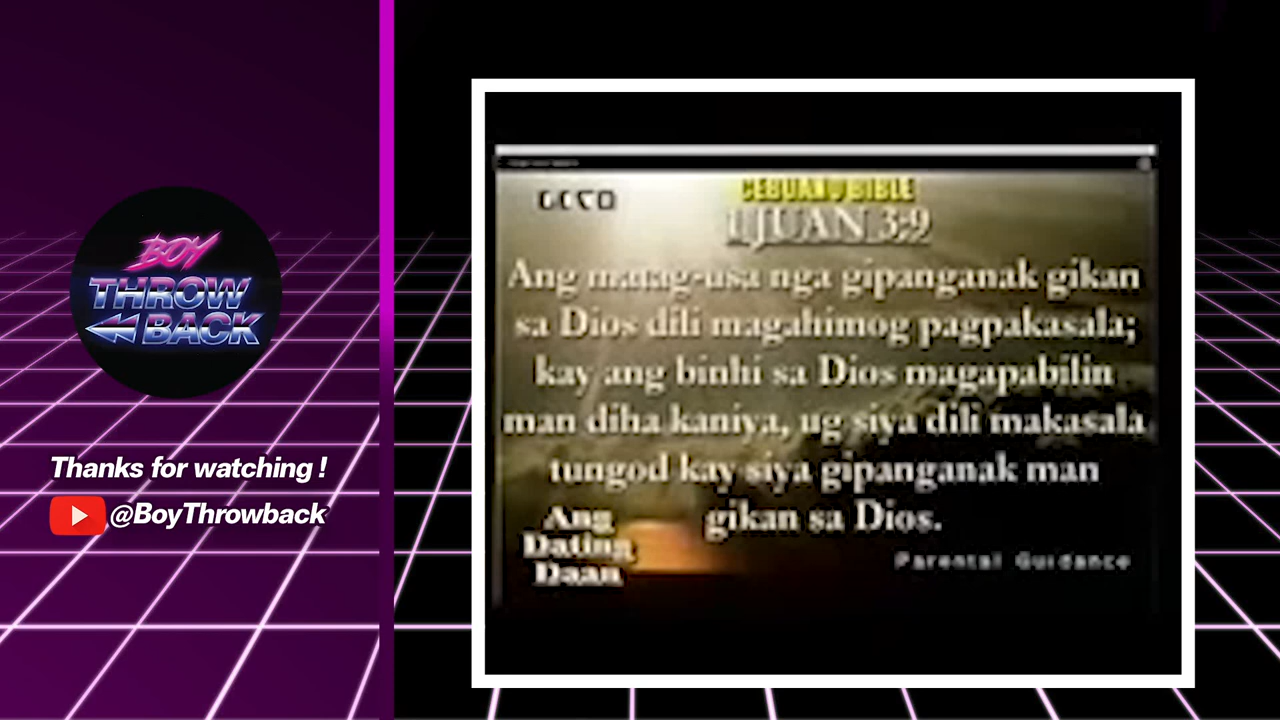 BOY
THROW
BACK
Thanks for watching !
@BoyThrowback
CEBUANO BIBLE
1 JUAN 3:9
Ang matag-usa nga gipanganak gikan
sa Dios dili magahimog pagpakasala;
kay ang binhi sa Dios magapabilin
man diha kaniya, ug siya dili makasala
tungod kay siya gipanganak man
gikan sa Dios.
Ang
Dating
Daan
Parental Guidance